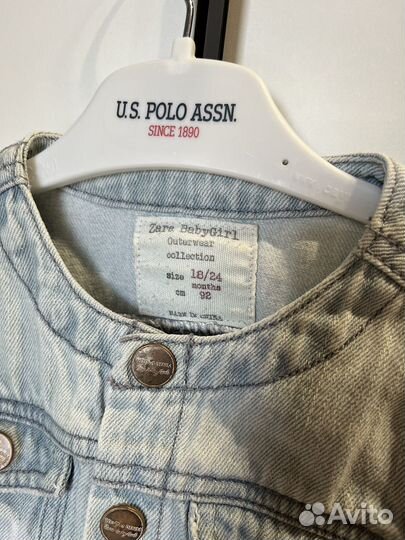 U.S. POLO ASSN.
SINCE 1890
Zara BabyGirl
Outerwear
collection
size 18/24
months
cm 92
MADE IN CHINA
Avito